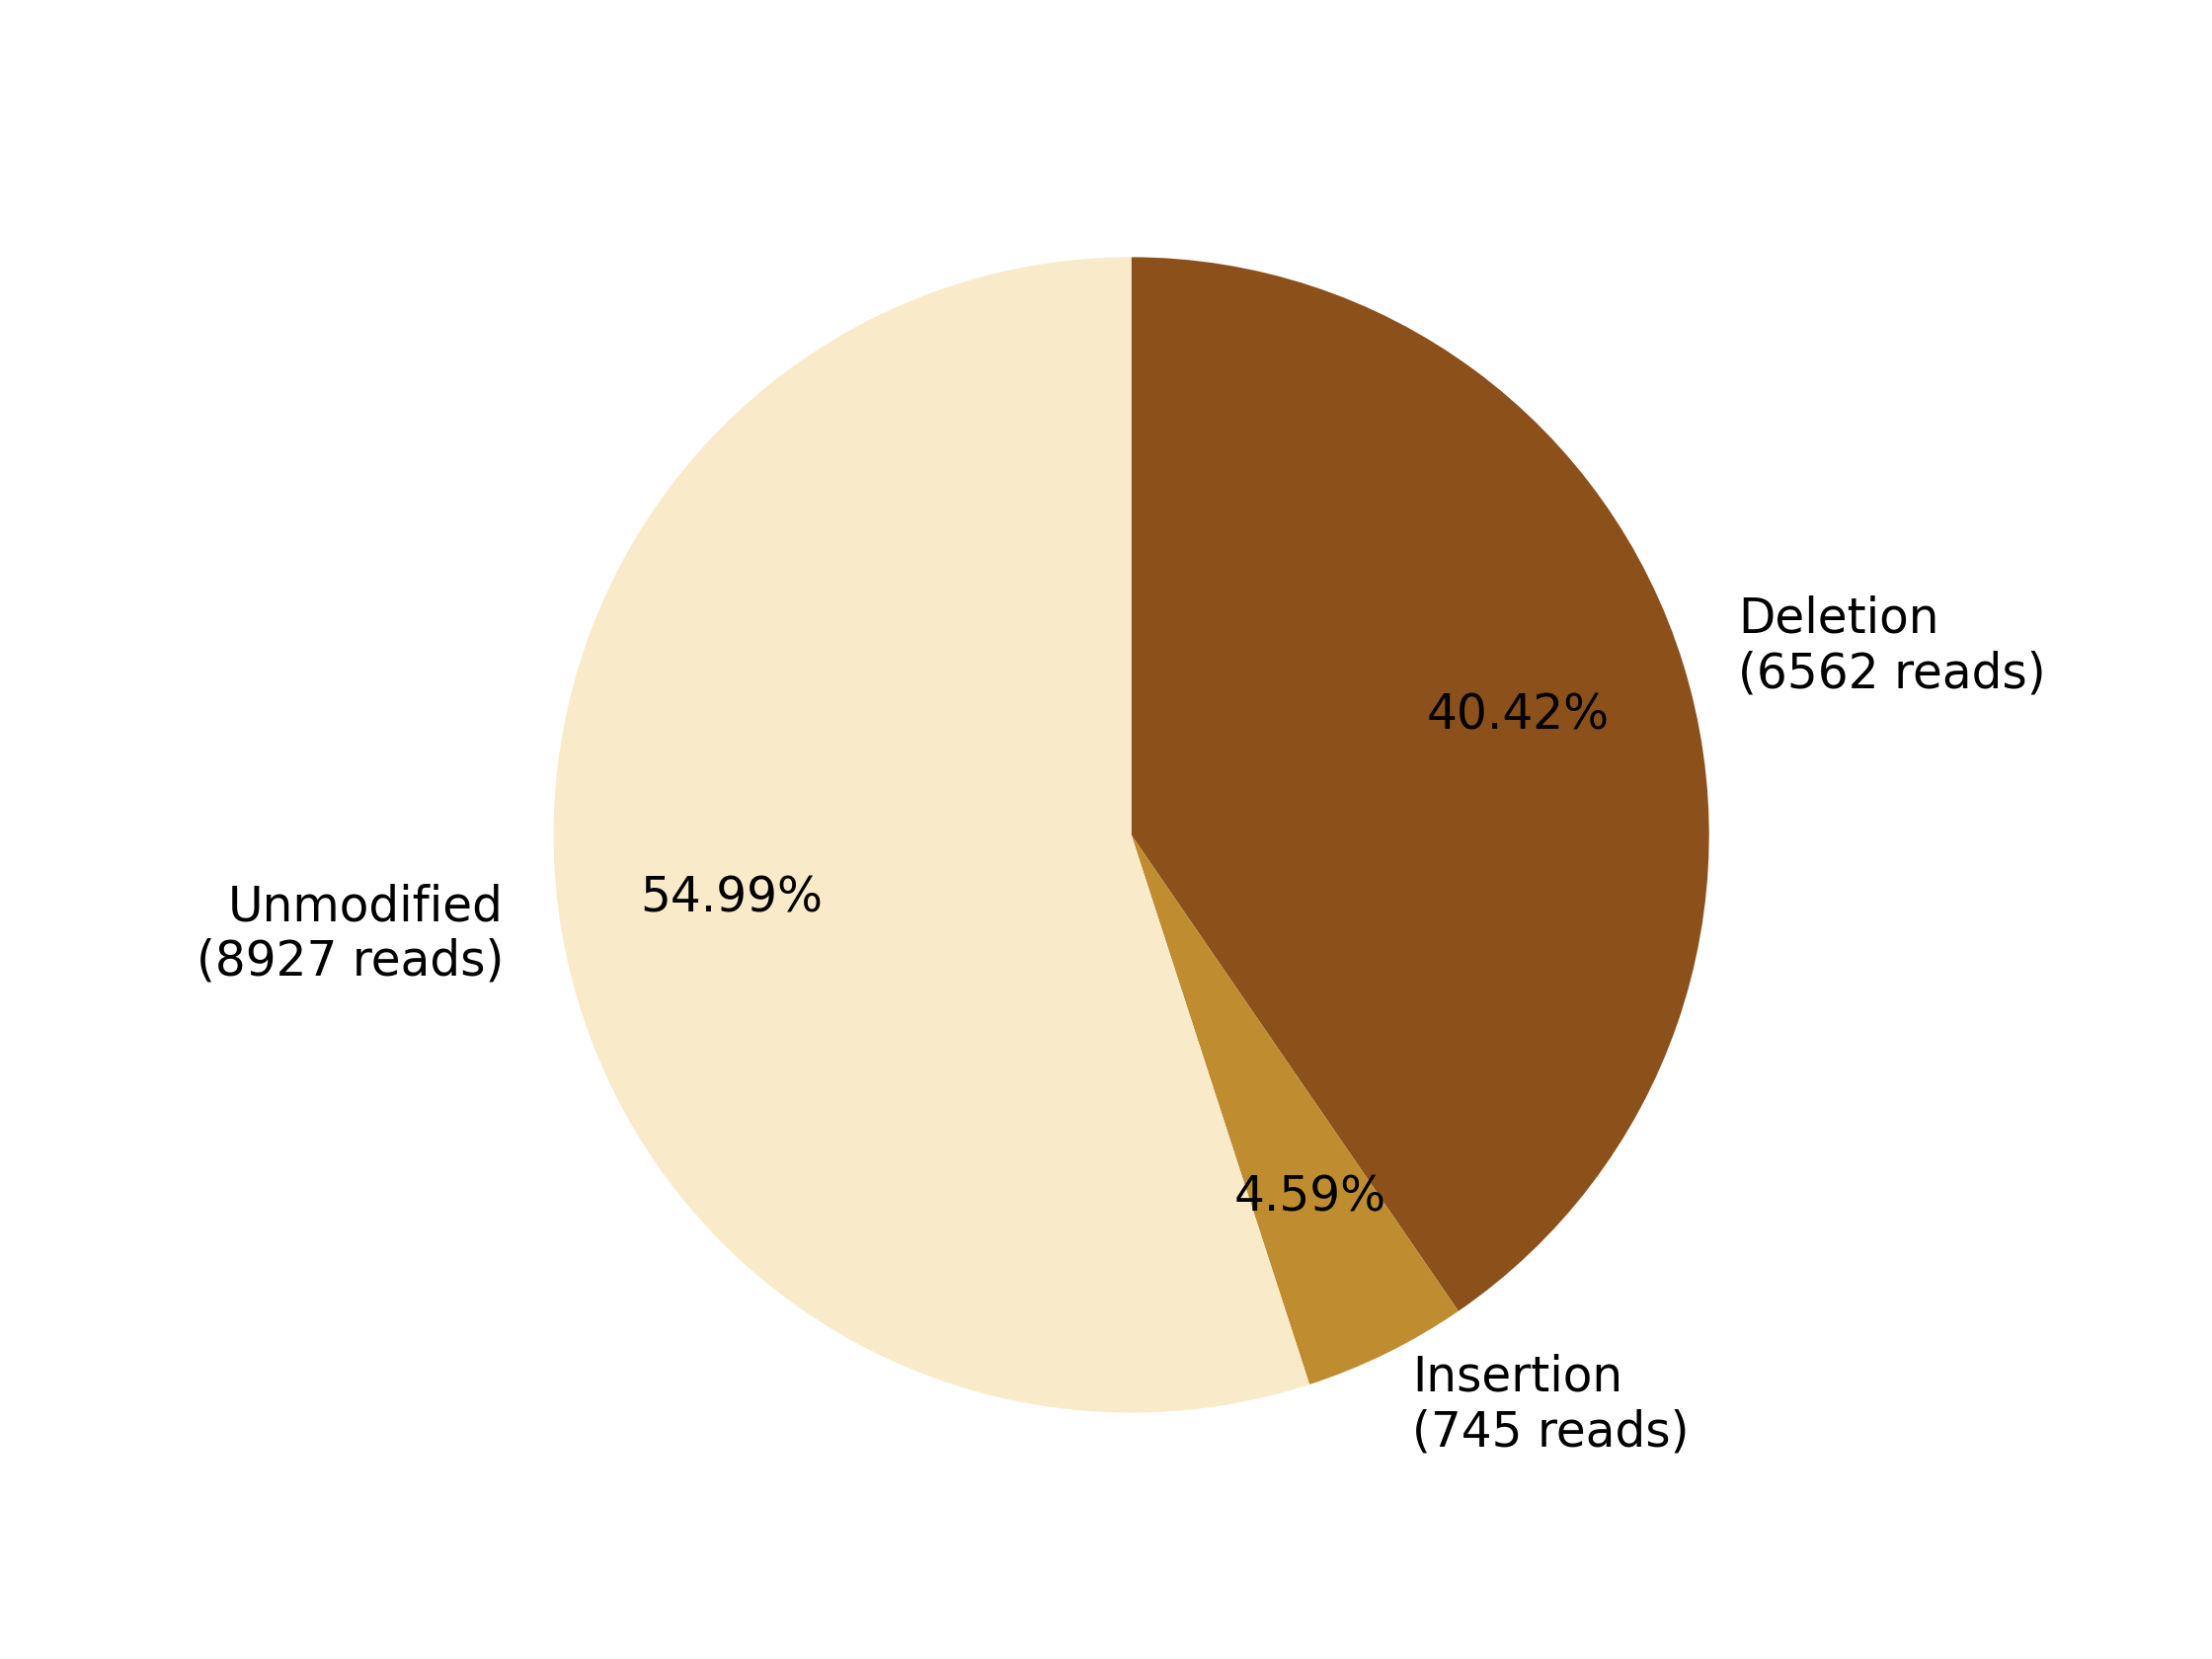 Deletion
(6562 reads)
40.42%
Unmodified
(8927 reads)
54.99%
4.59%
Insertion
(745 reads)